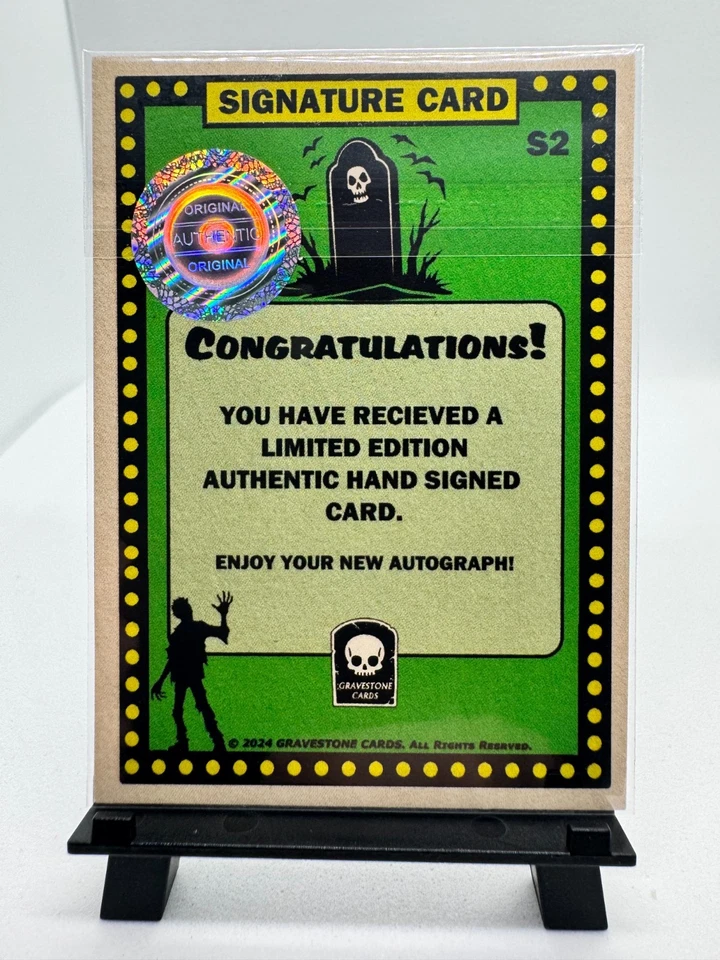 SIGNATURE CARD
S2
ORIGINAL
AUTHENTIC
ORIGINAL
CONGRATULATIONS!
YOU HAVE RECIEVED A
LIMITED EDITION
AUTHENTIC HAND SIGNED
CARD.
ENJOY YOUR NEW AUTOGRAPH!
GRAVESTONE
CARDS
© 2024 GRAVESTONE CARDS. ALL RIGHTS RESERVED.